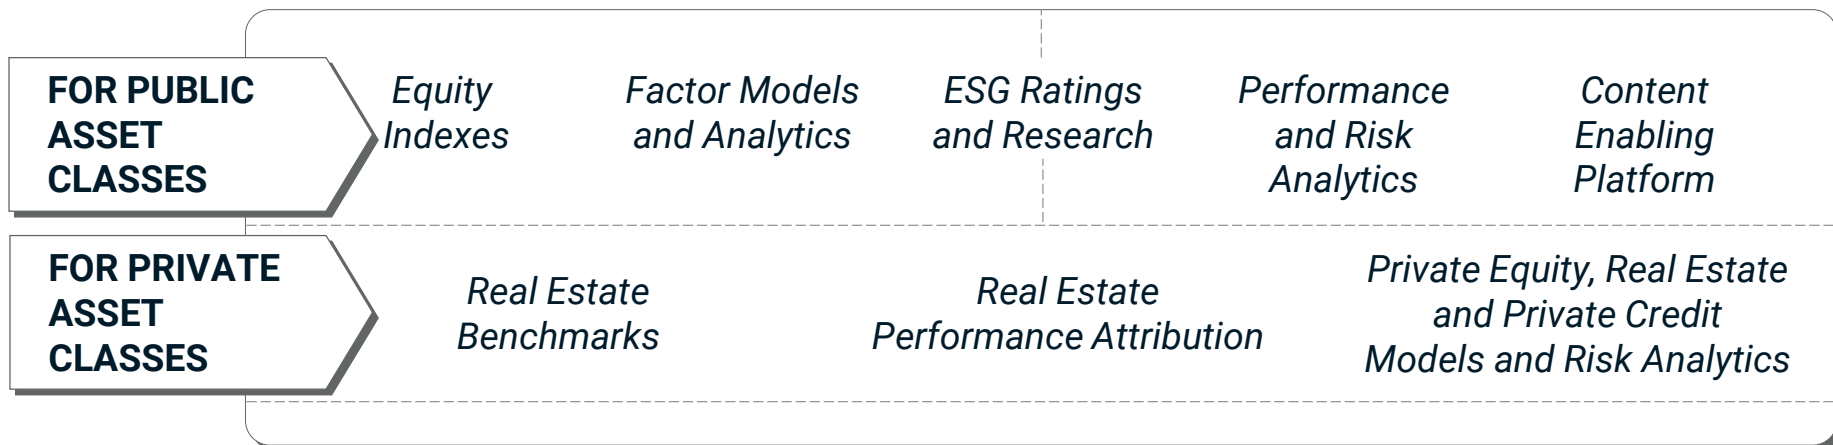 FOR PUBLIC
ASSET
CLASSES
Equity
Indexes
Factor Models
and Analytics
ESG Ratings
and Research
Performance
and Risk
Analytics
Content
Enabling
Platform
FOR PRIVATE
ASSET
CLASSES
Real Estate
Benchmarks
Real Estate
Performance Attribution
Private Equity, Real Estate
and Private Credit
Models and Risk Analytics